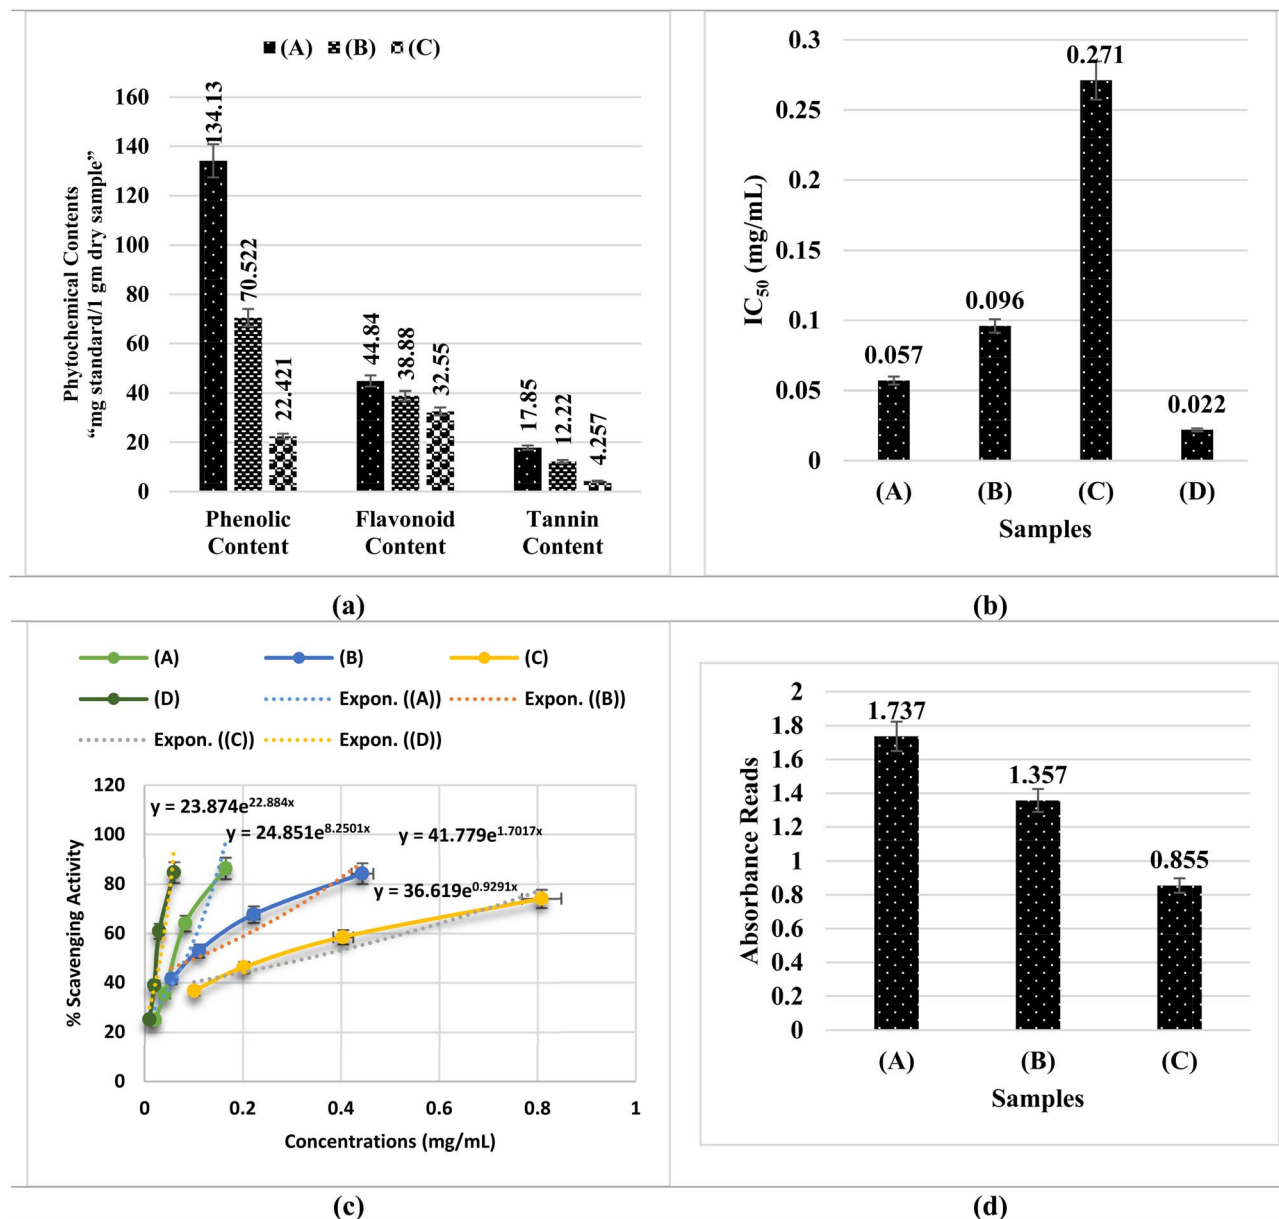 (A) (B) (C)
Phytochemical Contents
“mg standard/1 gm dry sample”
160
140
120
100
80
60
40
20
0
134.13
70.522
22.421
44.84
38.88
32.55
17.85
12.22
4.257
Phenolic Content
Flavonoid Content
Tannin Content
(a)
IC50 (mg/mL)
0.3
0.25
0.2
0.15
0.1
0.05
0
0.057
0.096
0.271
0.022
(A) (B) (C) (D)
Samples
(b)
(A) (B) (C)
(D) Expon. ((A)) Expon. ((B))
Expon. ((C)) Expon. ((D))
% Scavenging Activity
120
100
80
60
40
20
0
y = 23.874e22.884x
y = 24.851e8.2501x
y = 41.779e1.7017x
y = 36.619e0.9291x
0 0.2 0.4 0.6 0.8 1
Concentrations (mg/mL)
(c)
Absorbance Reads
2
1.8
1.6
1.4
1.2
1
0.8
0.6
0.4
0.2
0
1.737
1.357
0.855
(A) (B) (C)
Samples
(d)